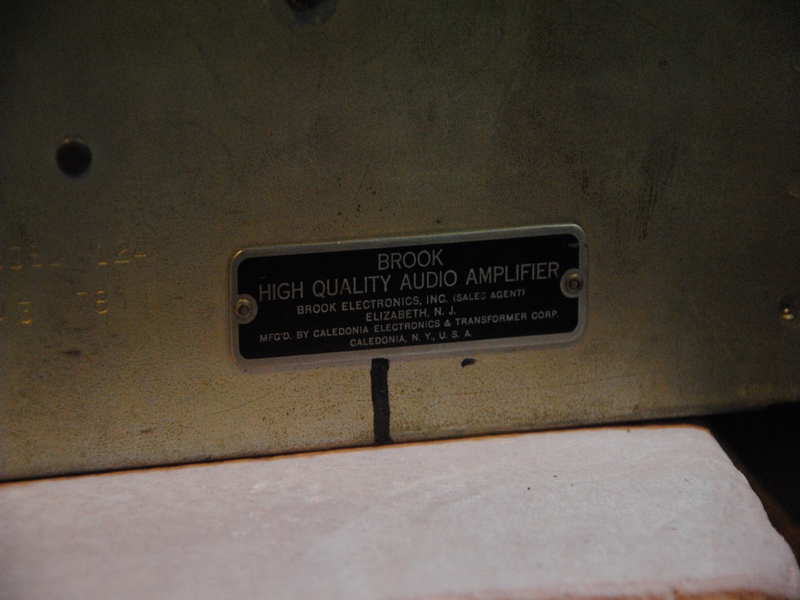 BROOK
HIGH QUALITY AUDIO AMPLIFIER
BROOK ELECTRONICS, INC. (SALES AGENT)
ELIZABETH, N. J.
MFG'D. BY CALEDONIA ELECTRONICS & TRANSFORMER CORP.
CALEDONIA, N. Y., U. S. A.